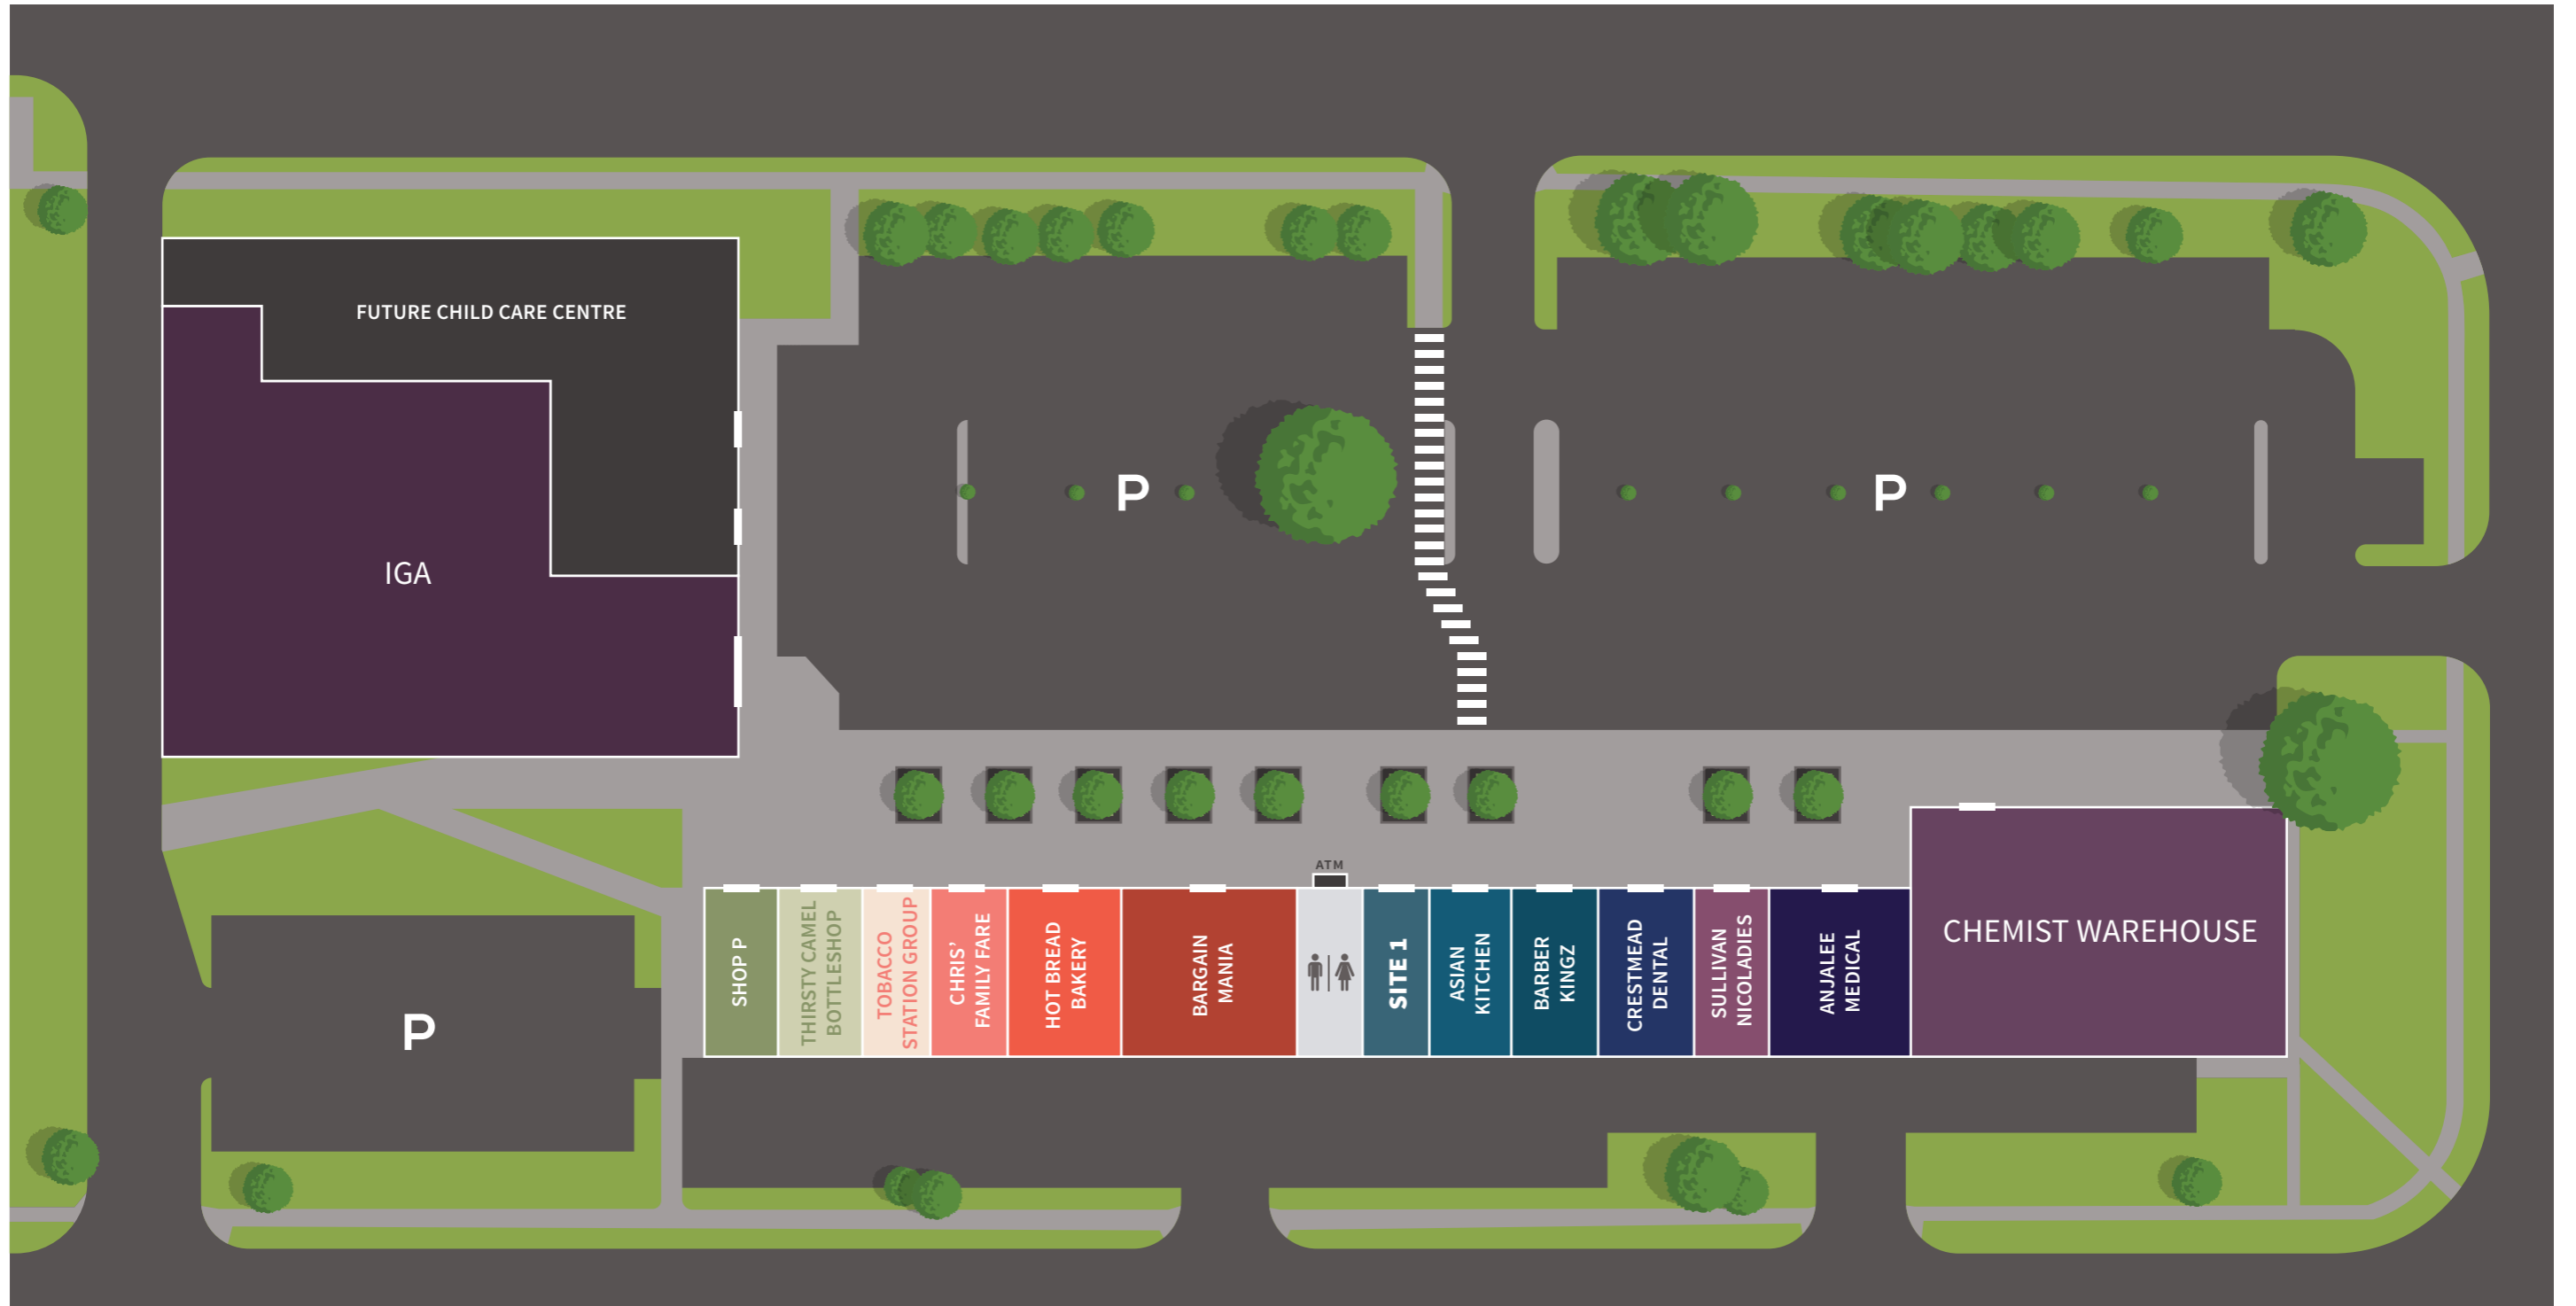 FUTURE CHILD CARE CENTRE
IGA
P
P
ATM
SHOP P
THIRSTY CAMEL
BOTTLESHOP
TOBACCO
STATION GROUP
CHRIS'
FAMILY FARE
HOT BREAD
BAKERY
BARGAIN
MANIA
SITE 1
ASIAN
KITCHEN
BARBER
KINGZ
CRESTMEAD
DENTAL
SULLIVAN
NICOLADIES
ANJALEE
MEDICAL
CHEMIST WAREHOUSE
P